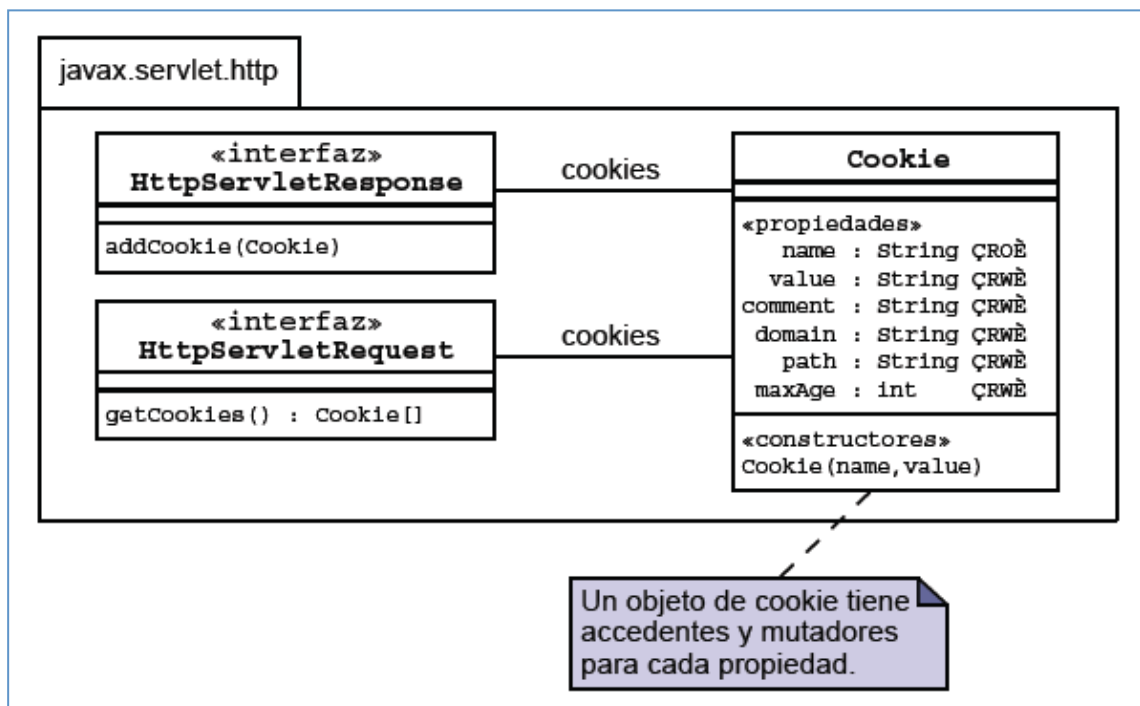 javax.servlet.http
«interfaz»
HttpServletResponse
addCookie(Cookie)
cookies
«interfaz»
HttpServletRequest
getCookies() : Cookie[]
cookies
Cookie
«propiedades»
name : String ÇROÈ
value : String ÇRWÈ
comment : String ÇRWÈ
domain : String ÇRWÈ
path : String ÇRWÈ
maxAge : int ÇRWÈ
«constructores»
Cookie(name,value)
Un objeto de cookie tiene
accedentes y mutadores
para cada propiedad.